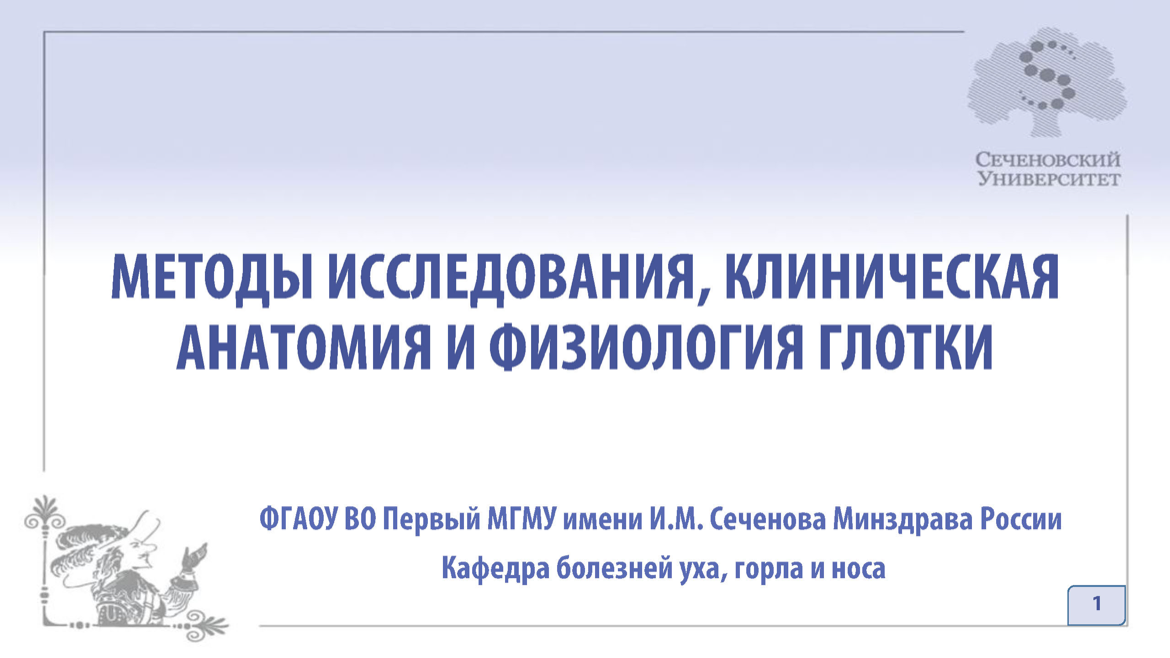 СЕЧЕНОВСКИЙ
УНИВЕРСИТЕТ
МЕТОДЫ ИССЛЕДОВАНИЯ, КЛИНИЧЕСКАЯ
АНАТОМИЯ И ФИЗИОЛОГИЯ ГЛОТКИ
ФГАОУ ВО Первый МГМУ имени И.М. Сеченова Минздрава России
Кафедра болезней уха, горла и носа
1